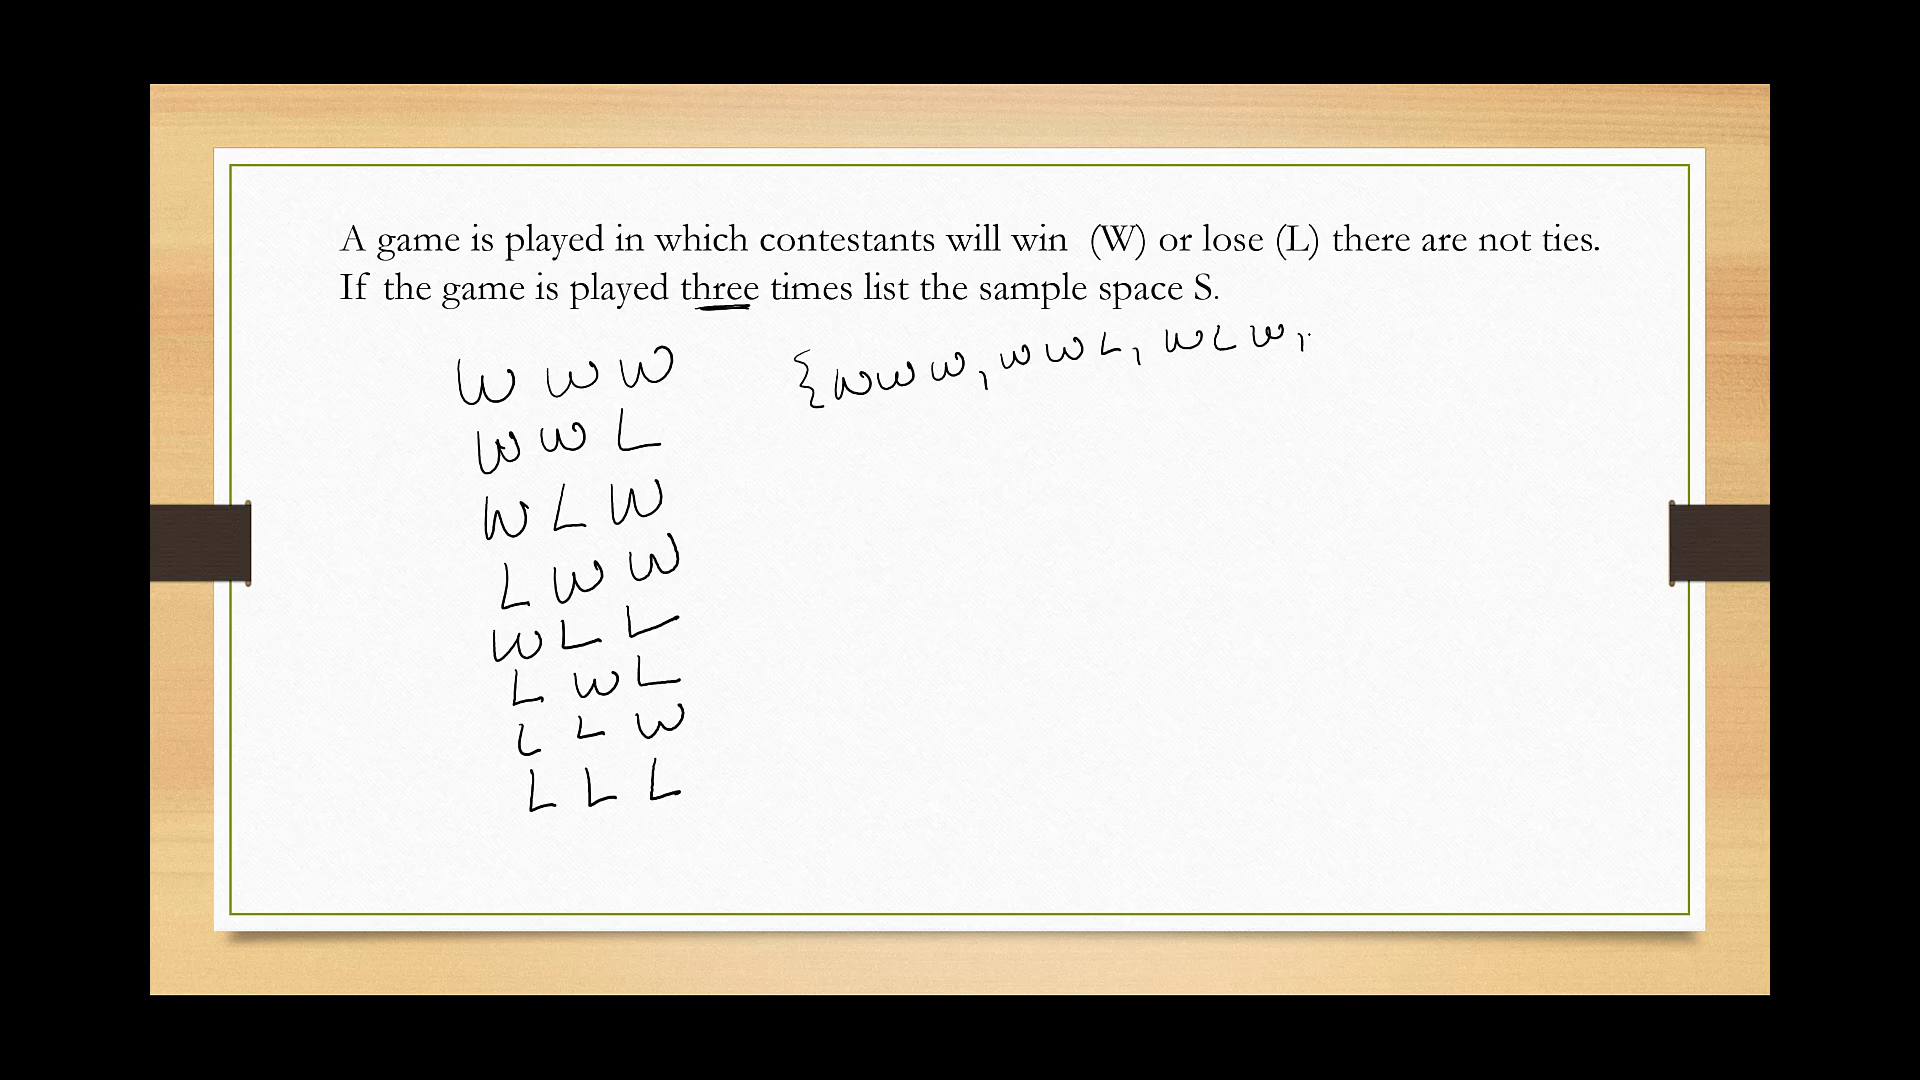 A game is played in which contestants will win (W) or lose (L) there are not ties.
If the game is played three times list the sample space S.
W W W
W W L
W L W
L W W
W L L
L W L
L L W
L L L
{WWW, WWL, WLW,